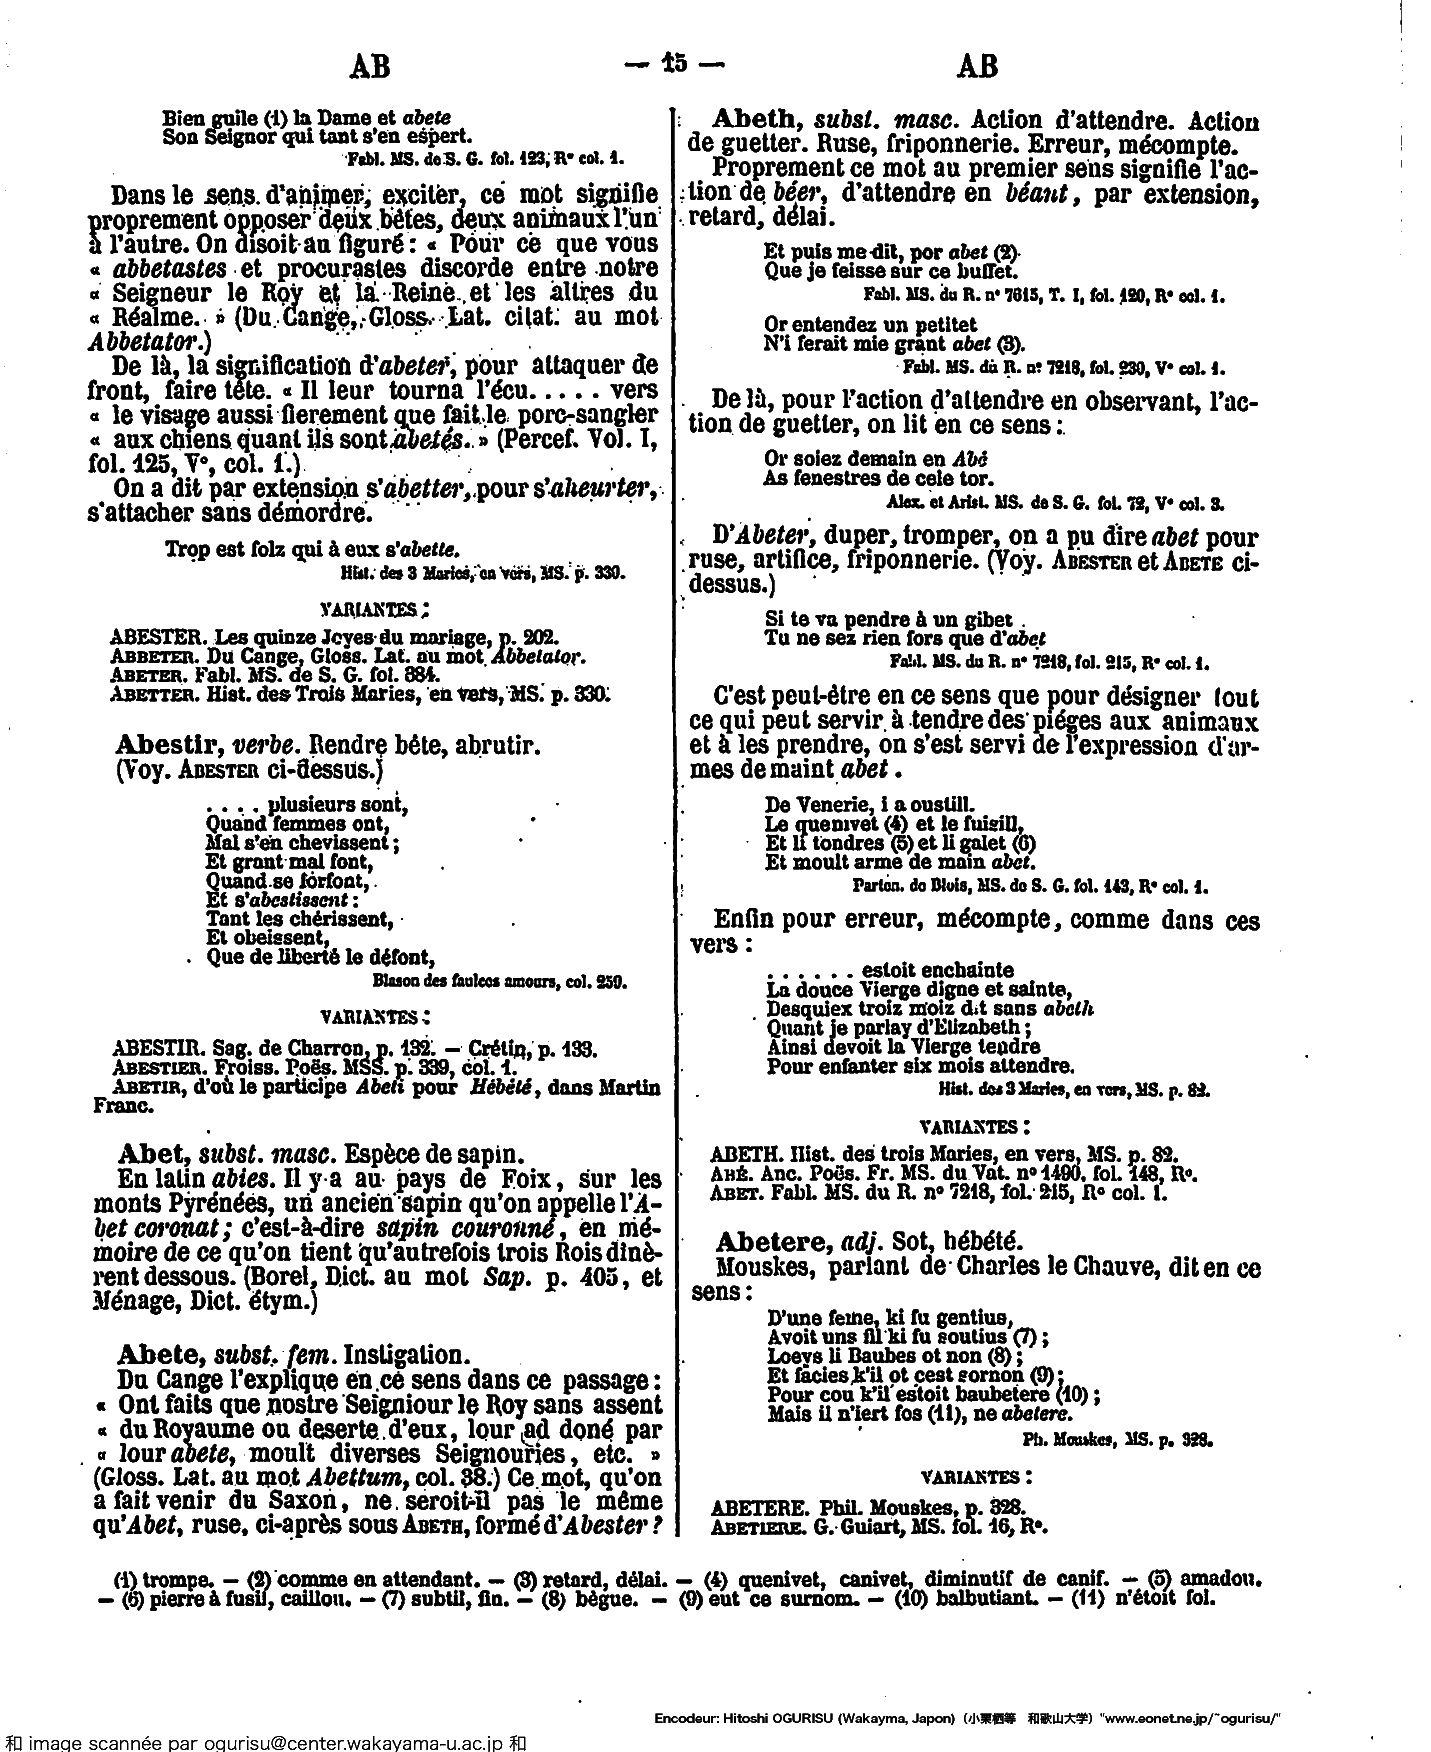 AB
— 15 —
AB
Bien guile (1) la Dame et abete
Son Seignor qui tant s'en espert.
Fabl. MS. de S. G. fol. 123, R° col. 1.
Dans le sens d'animer, exciter, ce mot signifie
proprement opposer deux bêtes, deux animaux l'un
à l'autre. On disoit au figuré : « Pour ce que vous
« abbetastes et procurastes discorde entre notre
« Seigneur le Roy et la Reine et les altres du
« Réalme. » (Du Cange, Gloss. Lat. citat. au mot
Abbetator.)
De là, la signification d'abeter, pour attaquer de
front, faire tête. « Il leur tourna l'écu..... vers
« le visage aussi fierement que fait le porc-sangler
« aux chiens quant ils sont abetés. » (Percef. Vol. I,
fol. 125, V°, col. 1.)
On a dit par extension s'abetter, pour s'aheurter,
s'attacher sans démordre.
Trop est folz qui à eux s'abette.
Hist. des 3 Maries, en vers, MS. p. 330.
VARIANTES :
ABESTER. Les quinze Joyes du mariage, p. 202.
ABBETER. Du Cange, Gloss. Lat. au mot Abbetator.
ABETER. Fabl. MS. de S. G. fol. 884.
ABETTER. Hist. des Trois Maries, en vers, MS. p. 330.
Abestir, verbe. Rendre bête, abrutir.
(Voy. ABESTER ci-dessus.)
. . . . plusieurs sont,
Quand femmes ont,
Mal s'en chevissent ;
Et grant mal font,
Quand se forfont,
Et s'abestissent :
Tant les chérissent,
Et obeissent,
Que de liberté le défont,
Blason des faulces amours, col. 259.
VARIANTES :
ABESTIR. Sag. de Charron, p. 132. — Crétin, p. 133.
ABESTIER. Froiss. Poës. MSS. p. 339, col. 1.
ABETIR, d'où le participe Abeti pour Hébété, dans Martin
Franc.
Abet, subst. masc. Espèce de sapin.
En latin abies. Il y a au pays de Foix, sur les
monts Pyrénées, un ancien sapin qu'on appelle l'A-
bet coronat ; c'est-à-dire sapin couronné, en mé-
moire de ce qu'on tient qu'autrefois trois Rois dinè-
rent dessous. (Borel, Dict. au mot Sap. p. 405, et
Ménage, Dict. étym.)
Abete, subst. fem. Instigation.
Du Cange l'explique en ce sens dans ce passage :
« Ont faits que nostre Seigniour le Roy sans assent
« du Royaume ou deserte d'eux, lour ad doné par
« lour abete, moult diverses Seignouries, etc. »
(Gloss. Lat. au mot Abettum, col. 38.) Ce mot, qu'on
a fait venir du Saxon, ne seroit-il pas le même
qu'Abet, ruse, ci-après sous ABETH, formé d'Abester ?
Abeth, subst. masc. Action d'attendre. Action
de guetter. Ruse, friponnerie. Erreur, mécompte.
Proprement ce mot au premier sens signifie l'ac-
tion de béer, d'attendre en béant, par extension,
retard, délai.
Et puis me dit, por abet (2)
Que je feisse sur ce buffet.
Fabl. MS. du R. n° 7615, T. I, fol. 120, R° col. 1.
Or entendez un petitet
N'i ferait mie grant abet (3).
Fabl. MS. du R. n° 7218, fol. 230, V° col. 1.
De là, pour l'action d'attendre en observant, l'ac-
tion de guetter, on lit en ce sens :
Or soiez demain en Abé
As fenestres de cele tor.
Alex. et Arist. MS. de S. G. fol. 72, V° col. 3.
D'Abeter, duper, tromper, on a pu dire abet pour
ruse, artifice, friponnerie. (Voy. ABESTER et ABETE ci-
dessus.)
Si te va pendre à un gibet
Tu ne sez rien fors que d'abet
Fabl. MS. du R. n° 7218, fol. 215, R° col. 1.
C'est peut-être en ce sens que pour désigner tout
ce qui peut servir à tendre des piéges aux animaux
et à les prendre, on s'est servi de l'expression d'ar-
mes de maint abet.
De Venerie, i a oustill.
Le quenivet (4) et le fuisill,
Et li tondres (5) et li galet (6)
Et moult arme de main abet.
Parton. de Blois, MS. de S. G. fol. 143, R° col. 1.
Enfin pour erreur, mécompte, comme dans ces
vers :
. . . . . . estoit enchainte
La douce Vierge digne et sainte,
Desquiex troiz moiz dit sans abeth
Quant je parlay d'Elizabeth ;
Ainsi devoit la Vierge tendre
Pour enfanter six mois attendre.
Hist. des 3 Maries, en vers, MS. p. 82.
VARIANTES :
ABETH. Hist. des trois Maries, en vers, MS. p. 82.
ABÉ. Anc. Poës. Fr. MS. du Vat. n° 1490, fol. 148, R°.
ABET. Fabl. MS. du R. n° 7218, fol. 215, R° col. 1.
Abetere, adj. Sot, hébété.
Mouskes, parlant de Charles le Chauve, dit en ce
sens :
D'une feme, ki fu gentius,
Avoit uns fil ki fu soutius (7) ;
Loeys li Baubes ot non (8) ;
Et facies k'il ot cest sornon (9) ;
Pour cou k'il estoit baubetere (10) ;
Mais il n'iert fos (11), ne abetere.
Ph. Mouskes, MS. p. 328.
VARIANTES :
ABETERE. Phil. Mouskes, p. 328.
ABETIERE. G. Guiart, MS. fol. 16, R°.
(1) trompe. — (2) comme en attendant. — (3) retard, délai. — (4) quenivet, canivet, diminutif de canif. — (5) amadou.
— (6) pierre à fusil, caillou. — (7) subtil, fin. — (8) bègue. — (9) eut ce surnom. — (10) balbutiant. — (11) n'étoit fol.
Encodeur: Hitoshi OGURISU (Wakayma, Japon) (小栗栖等 和歌山大学) "www.eonet.ne.jp/~ogurisu/"
和 image scannée par ogurisu@center.wakayama-u.ac.jp 和